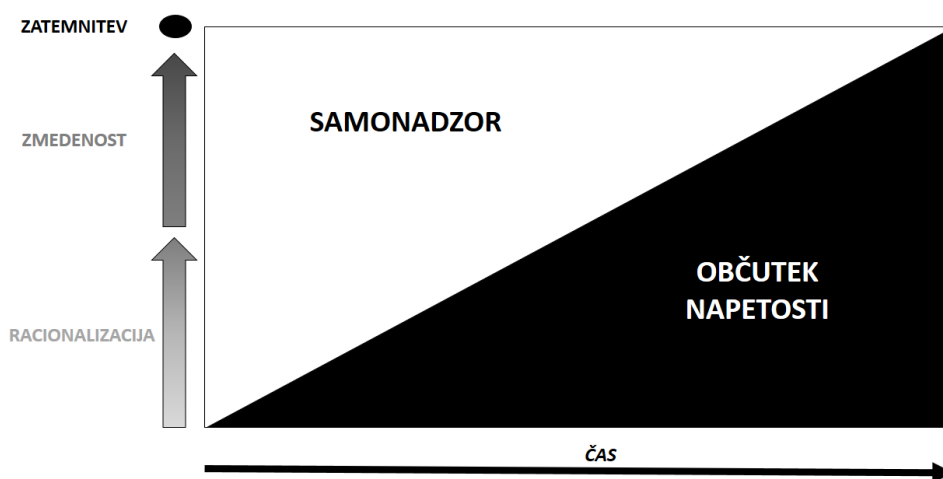 ZATEMNITEV
SAMONADZOR
ZMEDENOST
OBČUTEK
NAPETOSTI
RACIONALIZACIJA
ČAS